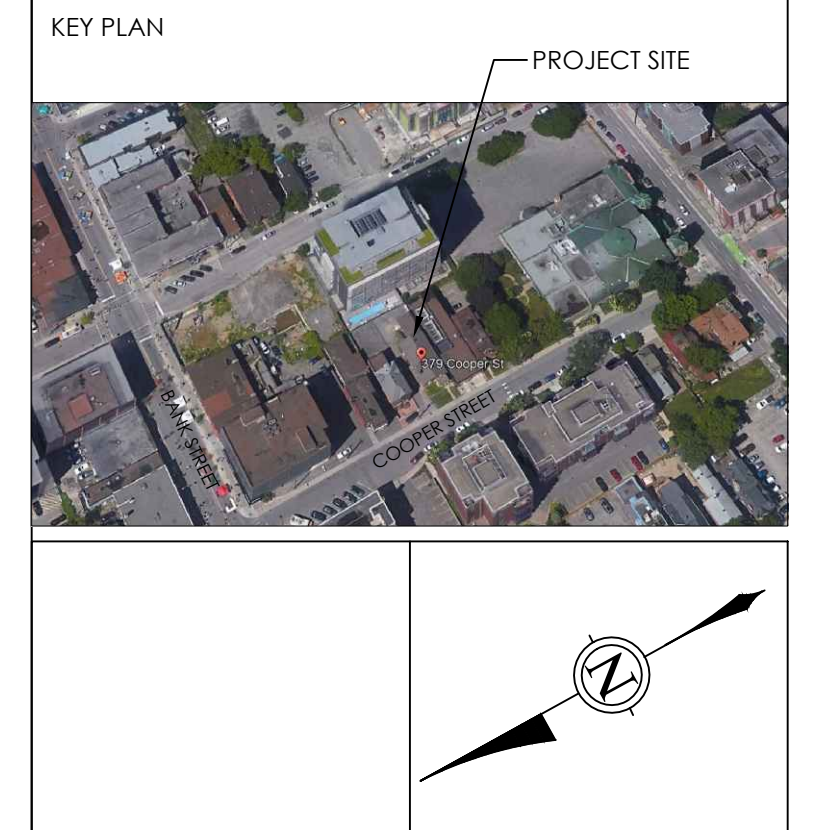 KEY PLAN
PROJECT SITE
379 Cooper St
BANK STREET
COOPER STREET
N